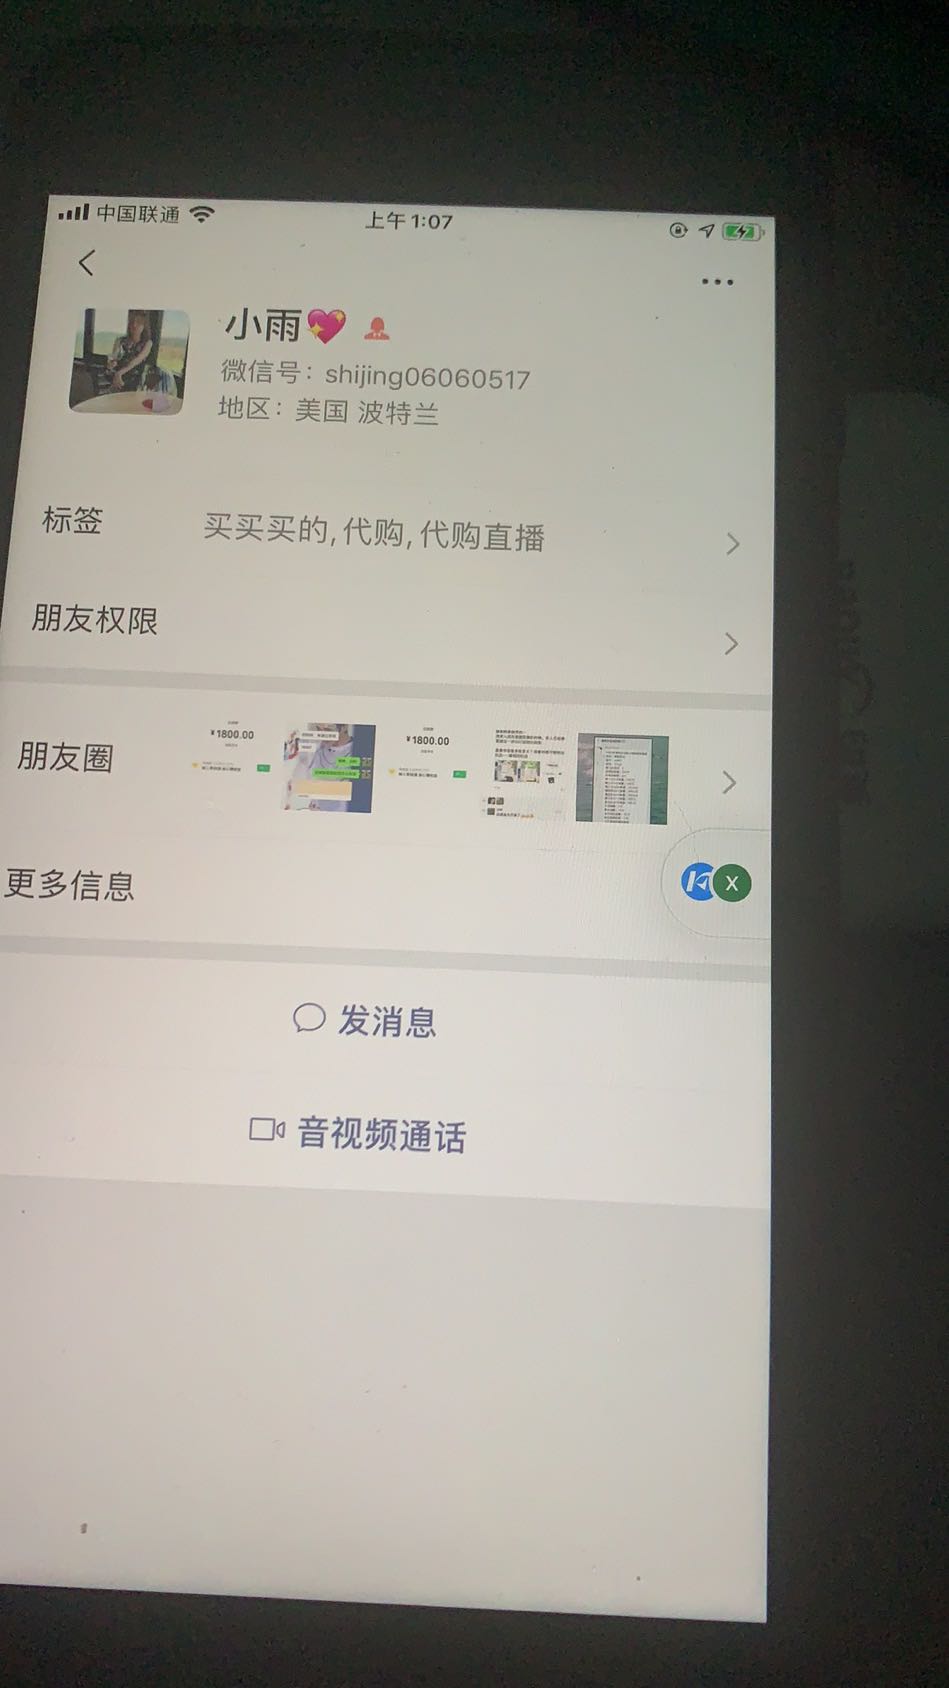 中国联通
上午1:07
小雨💖
微信号：shijing06060517
地区：美国 波特兰
标签
买买买的,代购,代购直播
朋友权限
朋友圈
¥1800.00
¥1800.00
更多信息
X
发消息
音视频通话